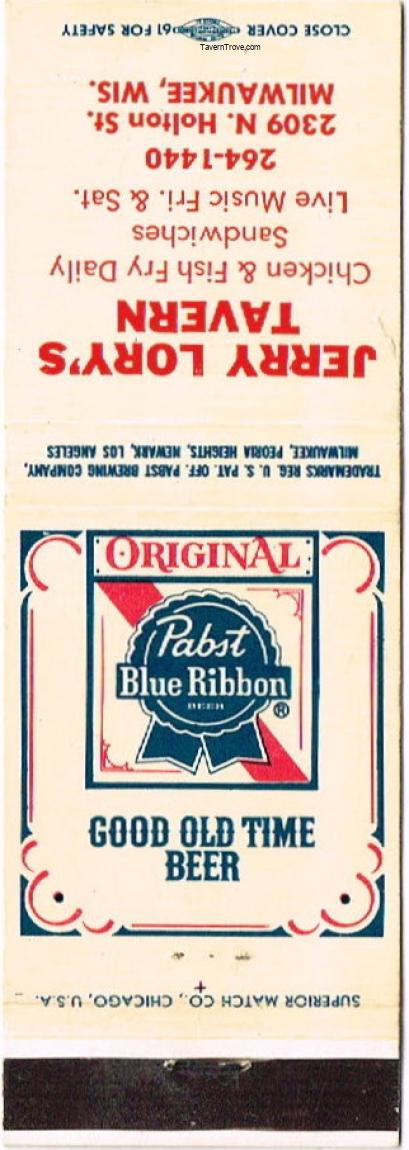 CLOSE COVER FOR SAFETY
61
TavernTrove.com
JERRY LORY'S
TAVERN
Chicken & Fish Fry Daily
Sandwiches
Live Music Fri. & Sat.
264-1440
2309 N. Holton St.
MILWAUKEE, WIS.
TRADEMARKS REG. U. S. PAT. OFF. PABST BREWING COMPANY,
MILWAUKEE, PEORIA HEIGHTS, NEWARK, LOS ANGELES
ORIGINAL
Pabst
Blue Ribbon
BEER
®
GOOD OLD TIME
BEER
SUPERIOR MATCH CO., CHICAGO, U.S.A.